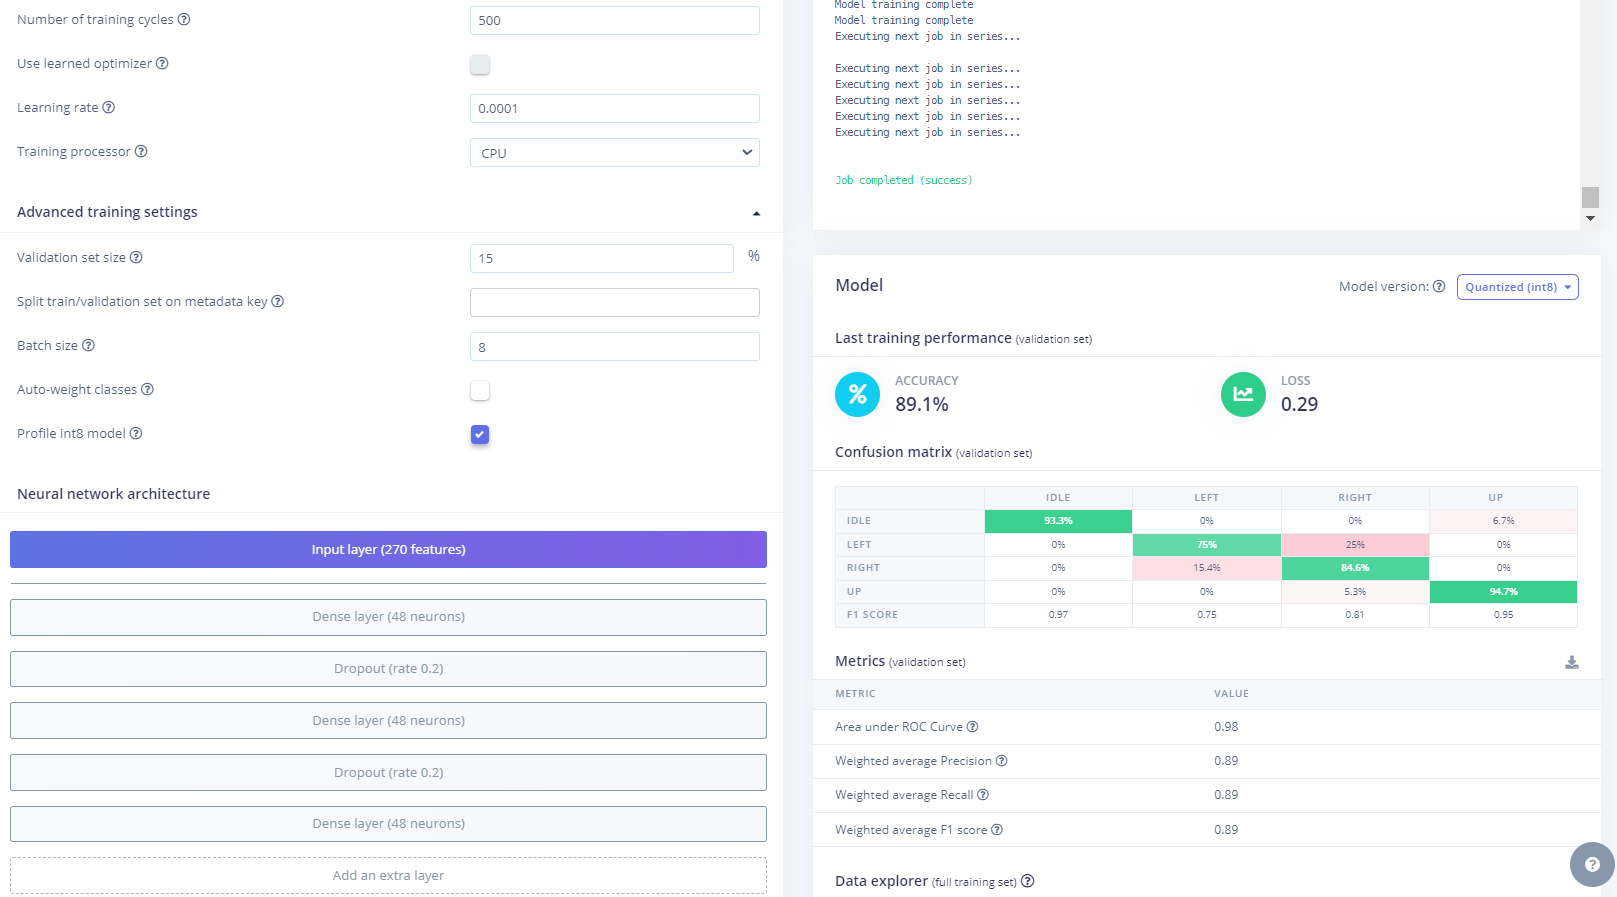 Number of training cycles
500
Use learned optimizer
Learning rate
0.0001
Training processor
CPU
Advanced training settings
Validation set size
15
%
Split train/validation set on metadata key
Batch size
8
Auto-weight classes
Profile int8 model
Neural network architecture
Input layer (270 features)
Dense layer (48 neurons)
Dropout (rate 0.2)
Dense layer (48 neurons)
Dropout (rate 0.2)
Dense layer (48 neurons)
Add an extra layer
Model training complete
Model training complete
Executing next job in series...
Executing next job in series...
Executing next job in series...
Executing next job in series...
Executing next job in series...
Executing next job in series...
Job completed (success)
Model
Model version:
Quantized (int8)
Last training performance (validation set)
%
ACCURACY
89.1%
LOSS
0.29
Confusion matrix (validation set)
IDLE LEFT RIGHT UP
IDLE 93.3% 0% 0% 6.7%
LEFT 0% 75% 25% 0%
RIGHT 0% 15.4% 84.6% 0%
UP 0% 0% 5.3% 94.7%
F1 SCORE 0.97 0.75 0.81 0.95
Metrics (validation set)
METRIC VALUE
Area under ROC Curve 0.98
Weighted average Precision 0.89
Weighted average Recall 0.89
Weighted average F1 score 0.89
Data explorer (full training set)